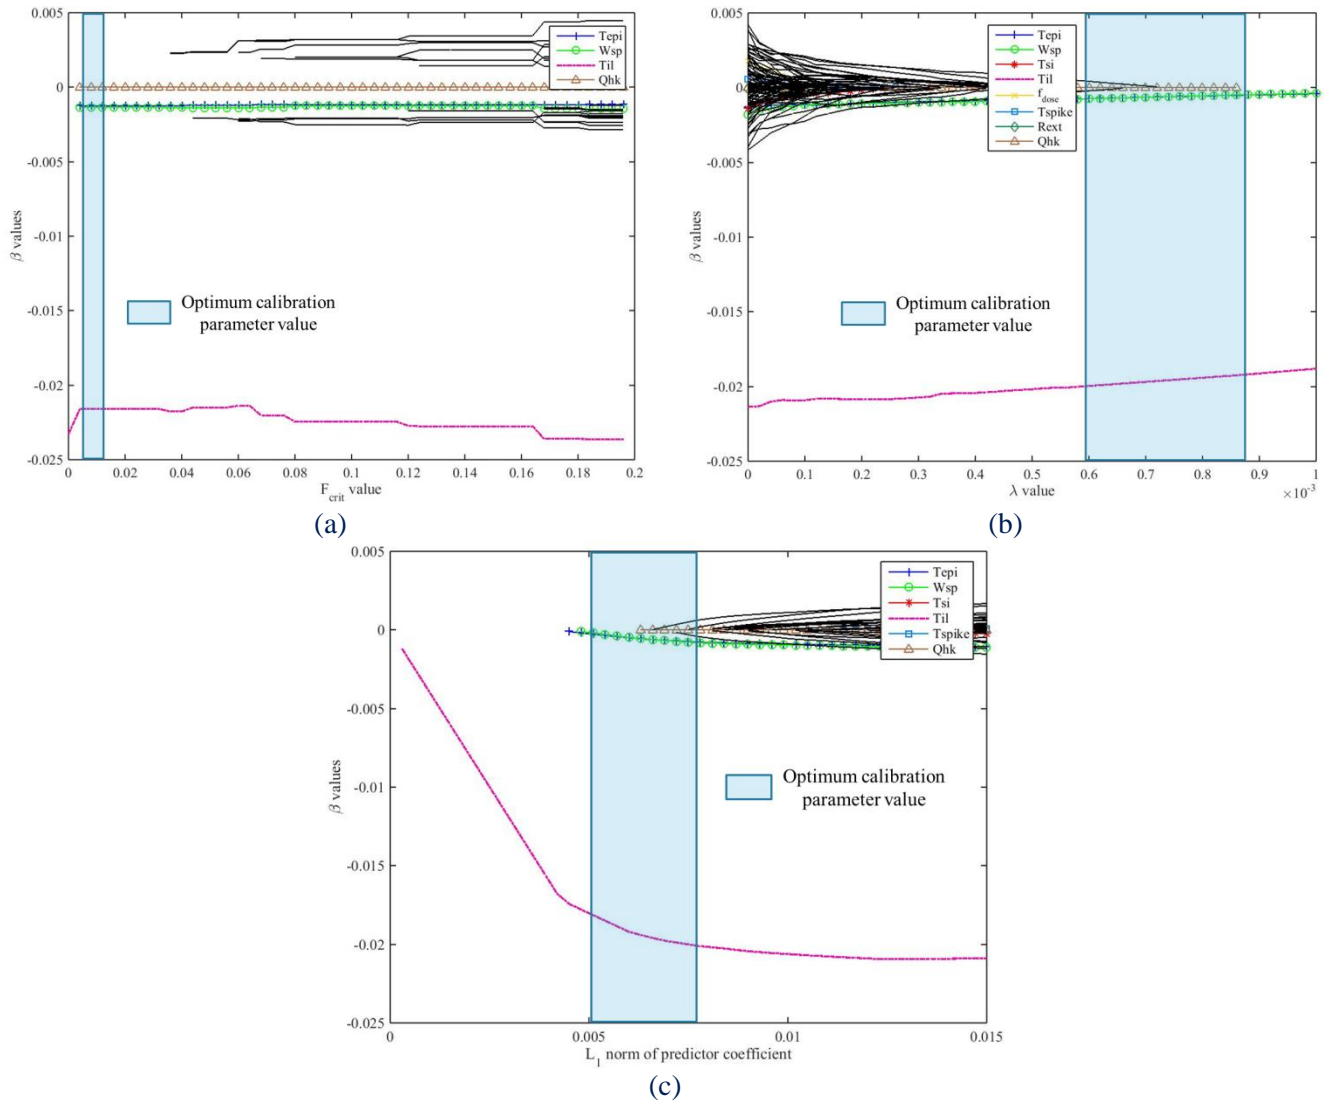 0.005
0
-0.005
-0.01
-0.015
-0.02
-0.025
β values
Tepi
Wsp
Til
Qhk
Optimum calibration
parameter value
0 0.02 0.04 0.06 0.08 0.1 0.12 0.14 0.16 0.18 0.2
F_crit value
(a)
0.005
0
-0.005
-0.01
-0.015
-0.02
-0.025
β values
Tepi
Wsp
Tsi
Til
f_dose
Tspike
Rext
Qhk
Optimum calibration
parameter value
0 0.1 0.2 0.3 0.4 0.5 0.6 0.7 0.8 0.9 1
λ value
×10^-3
(b)
0.005
0
-0.005
-0.01
-0.015
-0.02
-0.025
β values
Tepi
Wsp
Tsi
Til
Tspike
Qhk
Optimum calibration
parameter value
0 0.005 0.01 0.015
L_1 norm of predictor coefficient
(c)